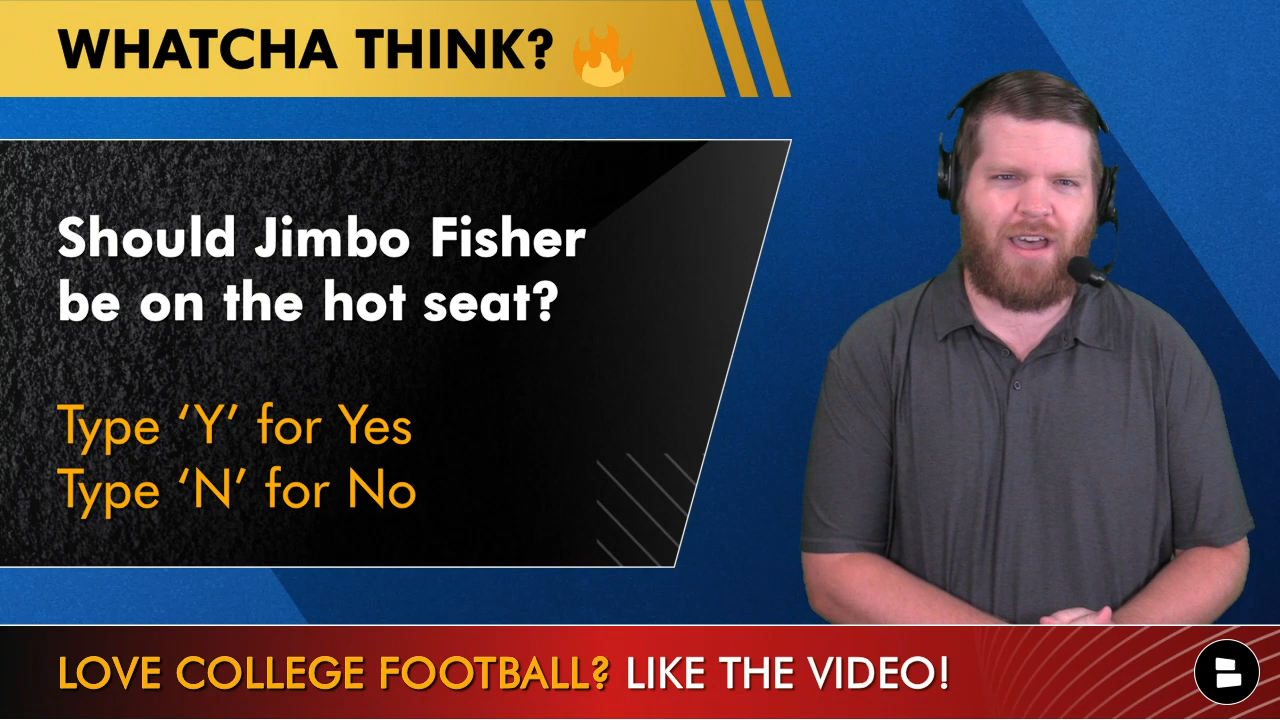 WHATCHA THINK?
Should Jimbo Fisher
be on the hot seat?
Type ‘Y’ for Yes
Type ‘N’ for No
LOVE COLLEGE FOOTBALL? LIKE THE VIDEO!